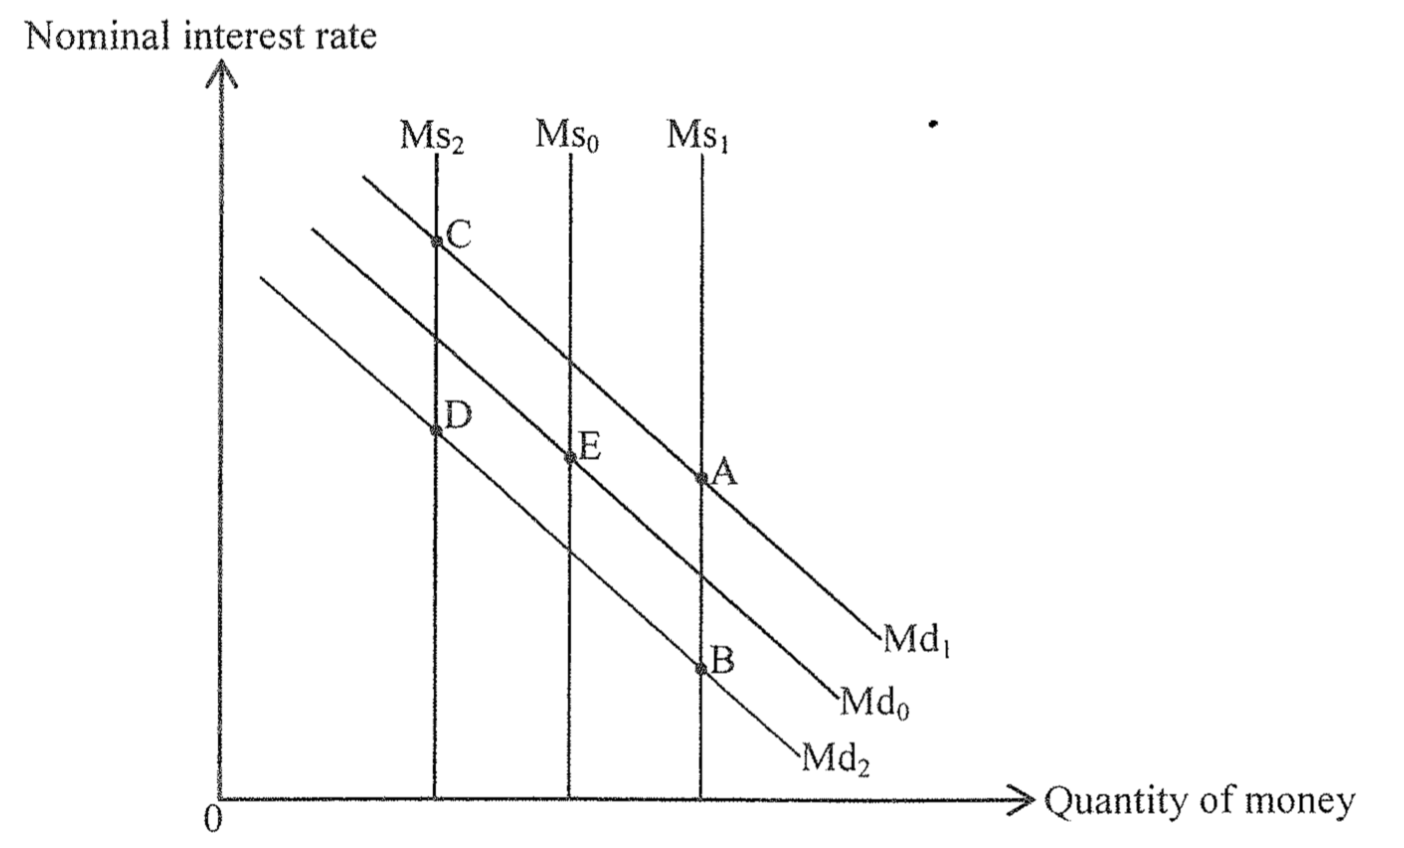 Nominal interest rate
Ms₂ Ms₀ Ms₁
C
D
E
A
Md₁
B
Md₀
Md₂
0
Quantity of money